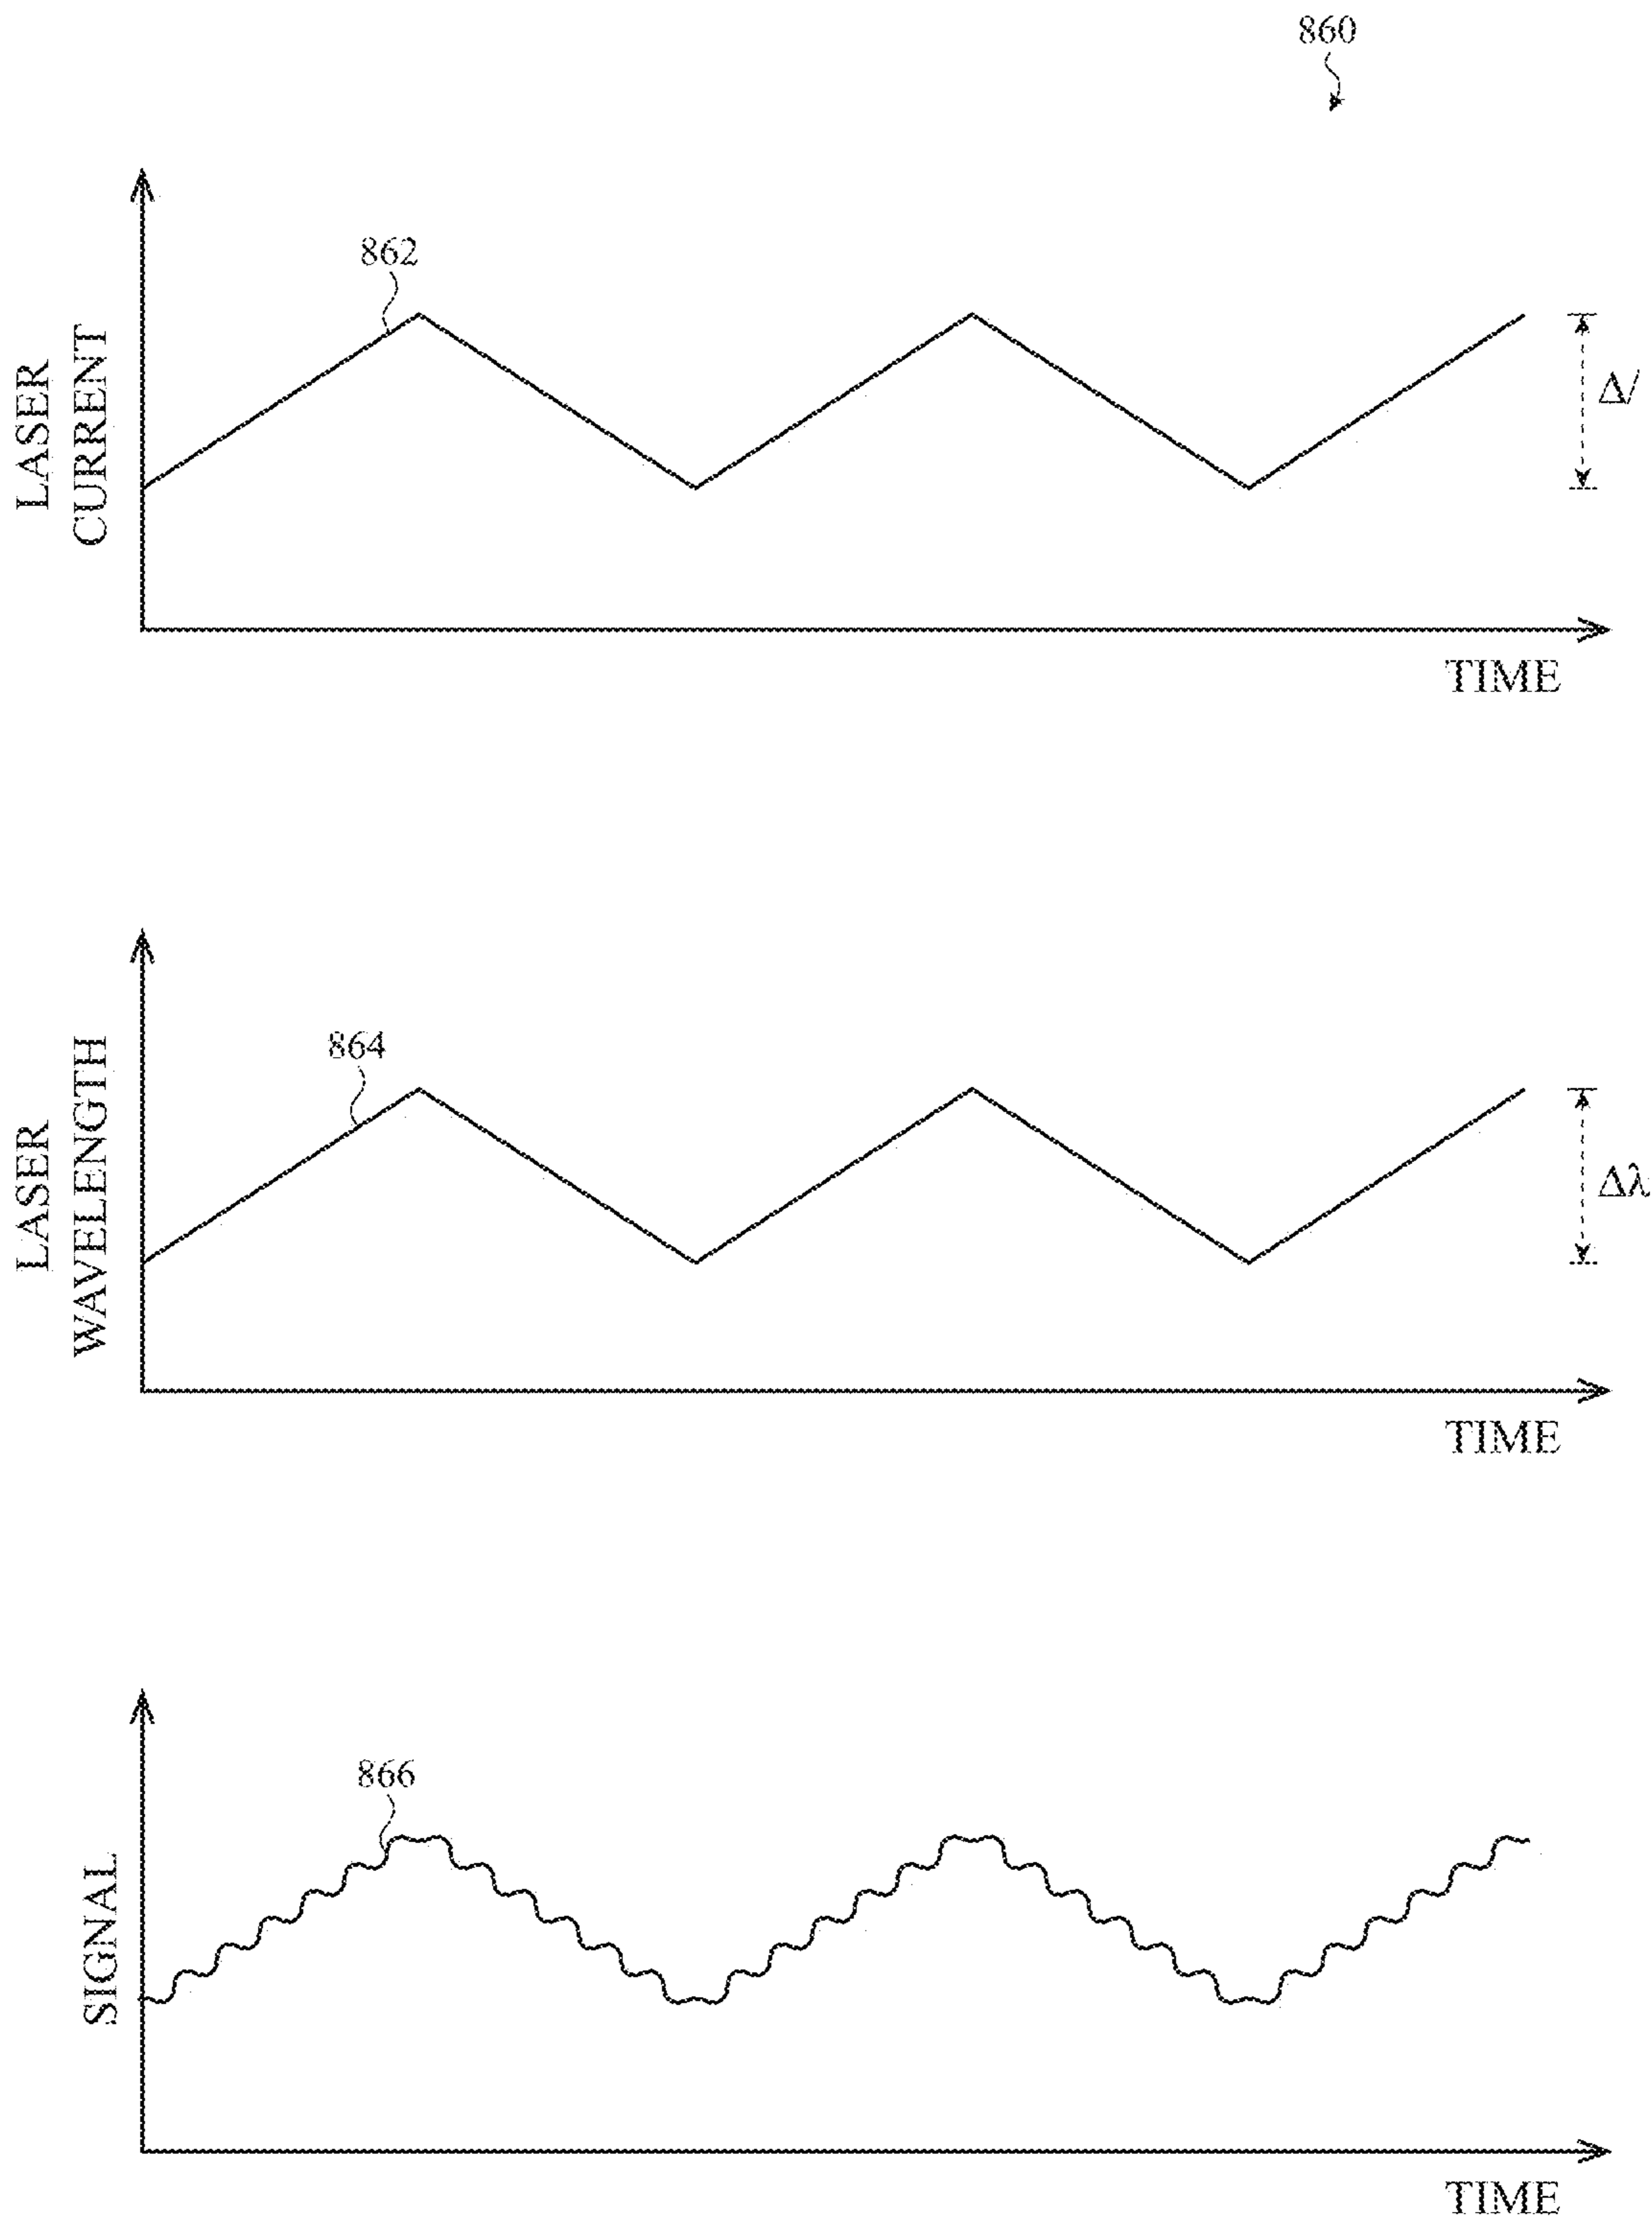 860
862
LASER
CURRENT
ΔI
TIME
864
LASER
WAVELENGTH
Δλ
TIME
866
SIGNAL
TIME